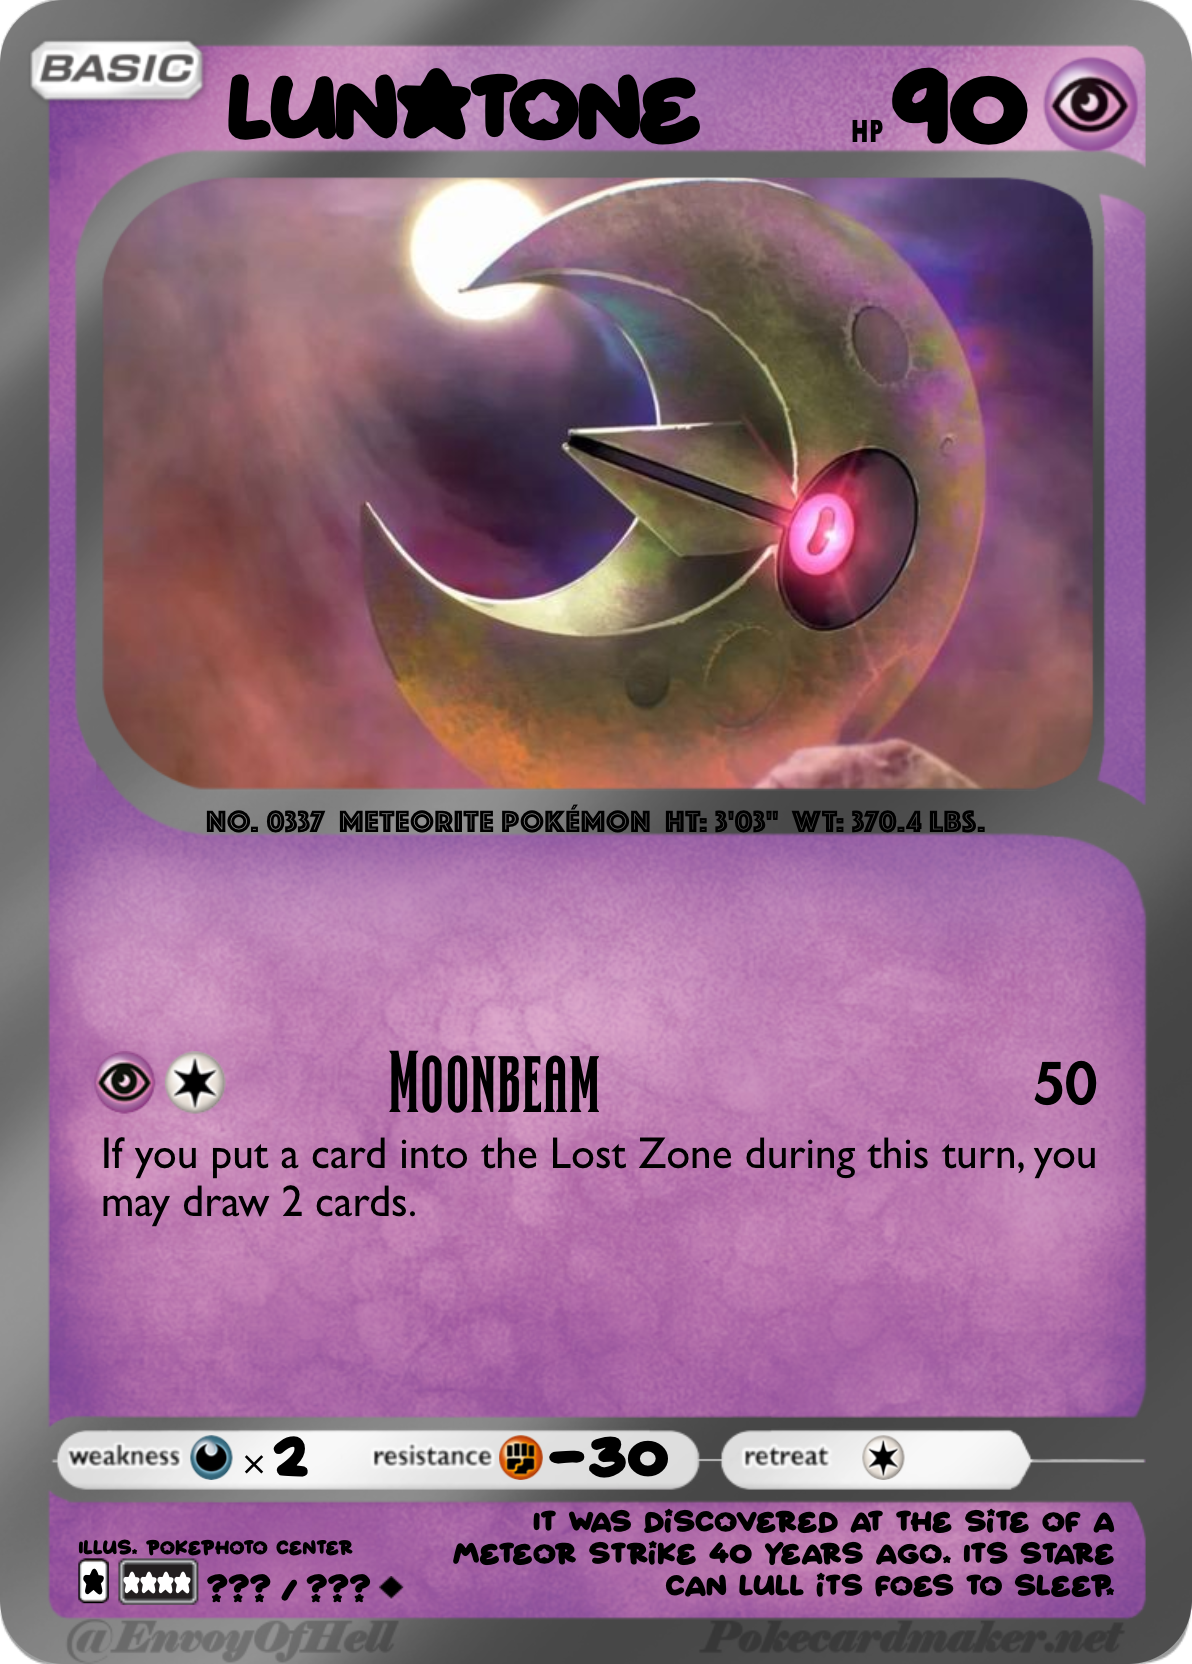 BASIC
LUN★TONE
HP 90
NO. 0337 METEORITE POKÉMON HT: 3'03" WT: 370.4 LBS.
Moonbeam 50
If you put a card into the Lost Zone during this turn, you
may draw 2 cards.
weakness × 2 resistance -30 retreat
IT WAS DISCOVERED AT THE SITE OF A
METEOR STRIKE 40 YEARS AGO. ITS STARE
CAN LULL ITS FOES TO SLEEP.
ILLUS. POKEPHOTO CENTER
★ ★★★★ ??? / ??? ◆
@EnvoyOfHell
Pokecardmaker.net